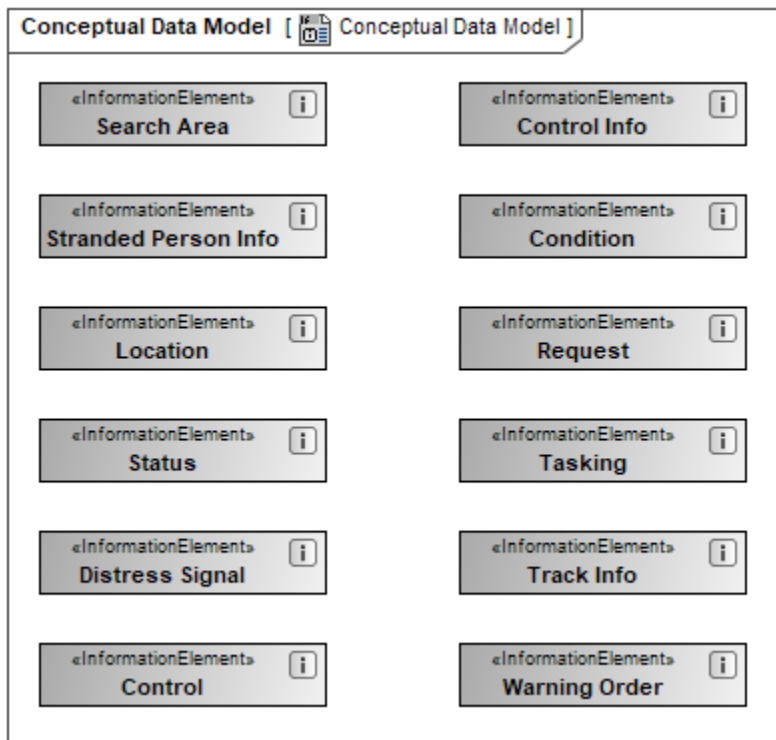 Conceptual Data Model [ Conceptual Data Model ]
«InformationElement»
Search Area
i
«InformationElement»
Control Info
i
«InformationElement»
Stranded Person Info
i
«InformationElement»
Condition
i
«InformationElement»
Location
i
«InformationElement»
Request
i
«InformationElement»
Status
i
«InformationElement»
Tasking
i
«InformationElement»
Distress Signal
i
«InformationElement»
Track Info
i
«InformationElement»
Control
i
«InformationElement»
Warning Order
i